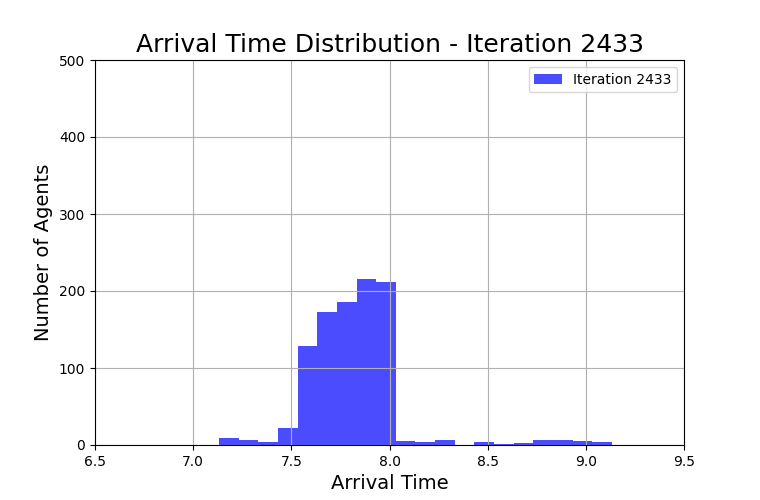 Arrival Time Distribution - Iteration 2433
Iteration 2433
Number of Agents
500
400
300
200
100
0
6.5 7.0 7.5 8.0 8.5 9.0 9.5
Arrival Time